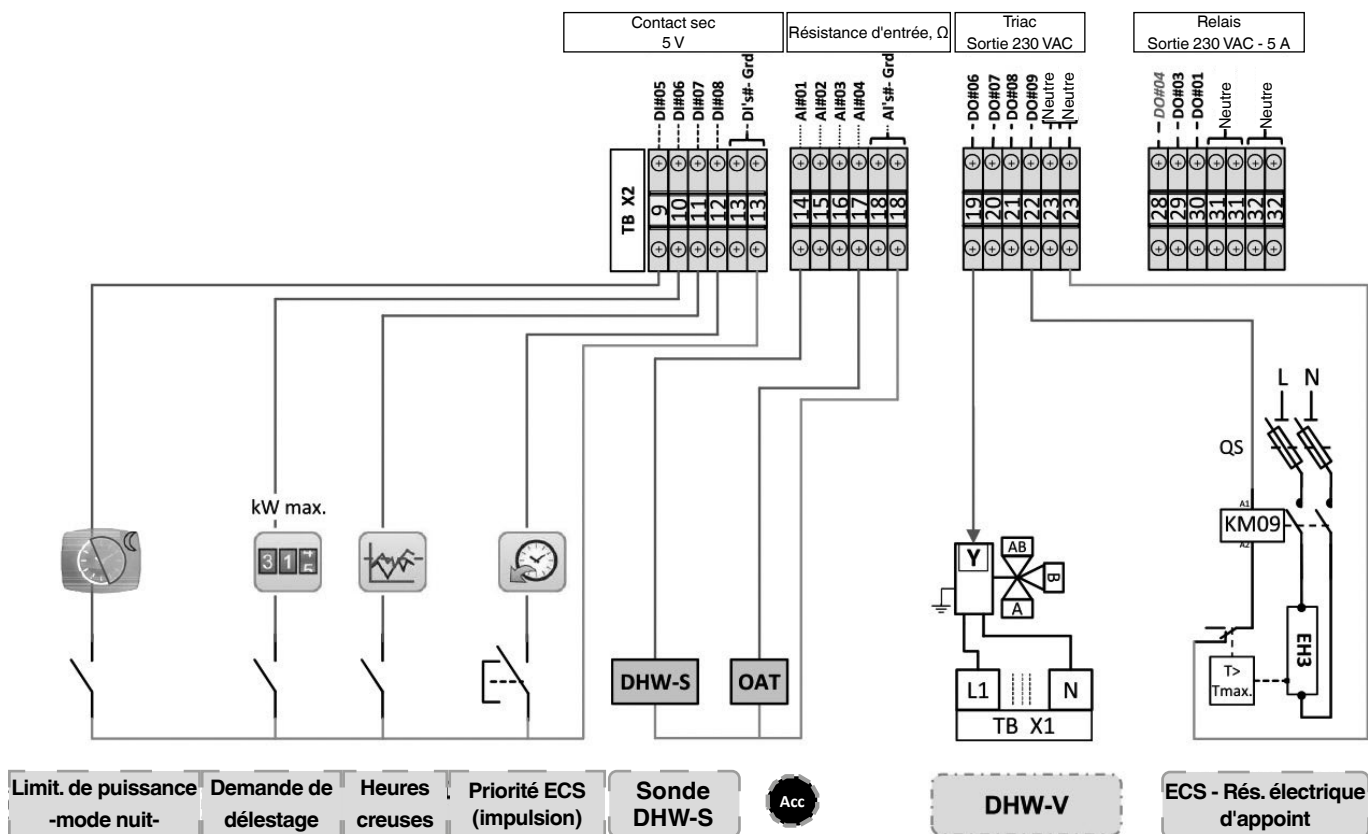 Contact sec
5 V
Résistance d'entrée, Ω
Triac
Sortie 230 VAC
Relais
Sortie 230 VAC - 5 A
DI#05
DI#06
DI#07
DI#08
DI's#- Grd
AI#01
AI#02
AI#03
AI#04
AI's#- Grd
DO#06
DO#07
DO#08
DO#09
Neutre
Neutre
DO#04
DO#03
DO#01
Neutre
Neutre
TB X2
9 10 11 12 13 13
14 15 16 17 18 18
19 20 21 22 23 23
28 29 30 31 31 32 32
L N
QS
kW max.
A1
KM09
A2
3 1 4 5
Y
AB
B
A
EH3
DHW-S
OAT
T>
Tmax.
L1
N
TB X1
Limit. de puissance
-mode nuit-
Demande de
délestage
Heures
creuses
Priorité ECS
(impulsion)
Sonde
DHW-S
Acc
DHW-V
ECS - Rés. électrique
d'appoint